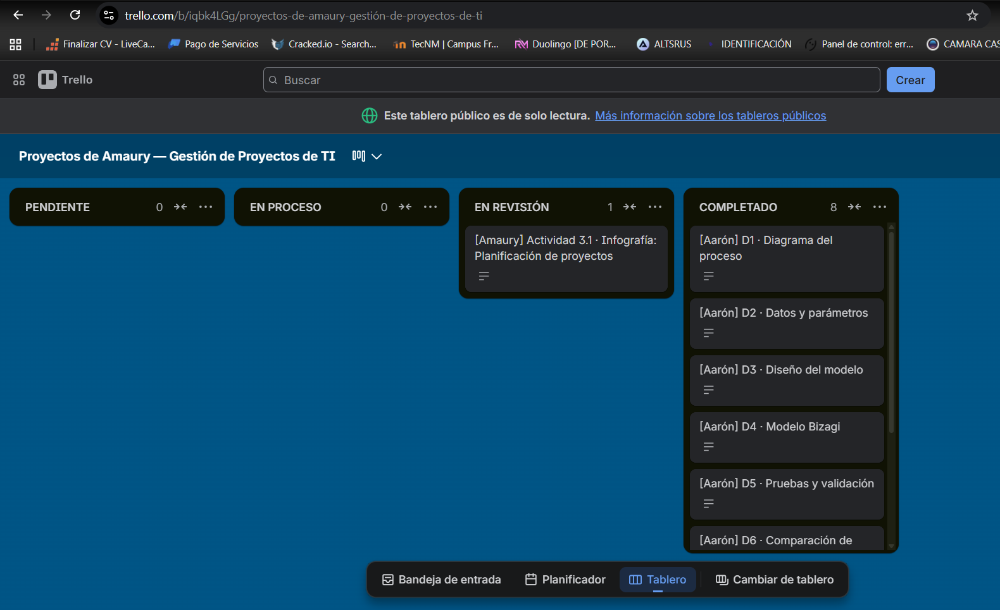 trello.com/b/iqbk4LGg/proyectos-de-amaury-gestión-de-proyectos-de-ti
Finalizar CV - LiveCa...
Pago de Servicios
Cracked.io - Search...
TecNM | Campus Fr...
Duolingo [DE POR...
ALTSRUS
IDENTIFICACIÓN
Panel de control: err...
CAMARA CAS
Trello
Buscar
Crear
Este tablero público es de solo lectura. Más información sobre los tableros públicos
Proyectos de Amaury — Gestión de Proyectos de TI
PENDIENTE 0
EN PROCESO 0
EN REVISIÓN 1
[Amaury] Actividad 3.1 · Infografía:
Planificación de proyectos
COMPLETADO 8
[Aarón] D1 · Diagrama del
proceso
[Aarón] D2 · Datos y parámetros
[Aarón] D3 · Diseño del modelo
[Aarón] D4 · Modelo Bizagi
[Aarón] D5 · Pruebas y validación
[Aarón] D6 · Comparación de
Bandeja de entrada
Planificador
Tablero
Cambiar de tablero